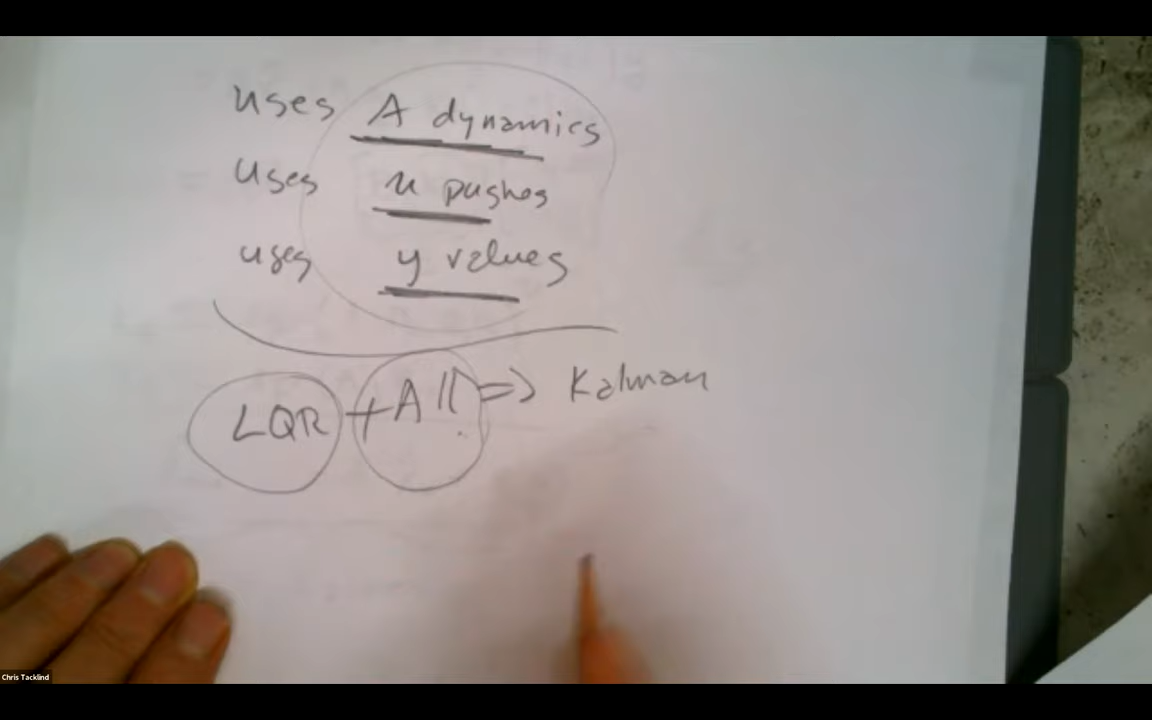 uses A dynamics
Uses u pushes
uses y values
LQR + All => Kalman
Chris Tacklind